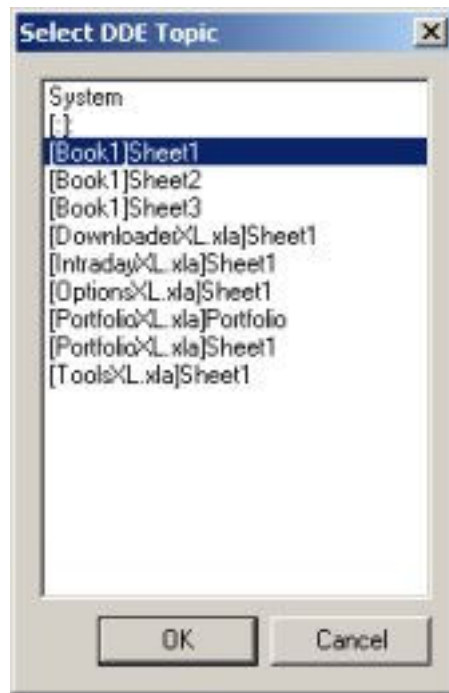 Select DDE Topic
System
[:]:
[Book1]Sheet1
[Book1]Sheet2
[Book1]Sheet3
[DownloaderXL.xla]Sheet1
[IntradayXL.xla]Sheet1
[OptionsXL.xla]Sheet1
[PortfolioXL.xla]Portfolio
[PortfolioXL.xla]Sheet1
[ToolsXL.xla]Sheet1
OK Cancel